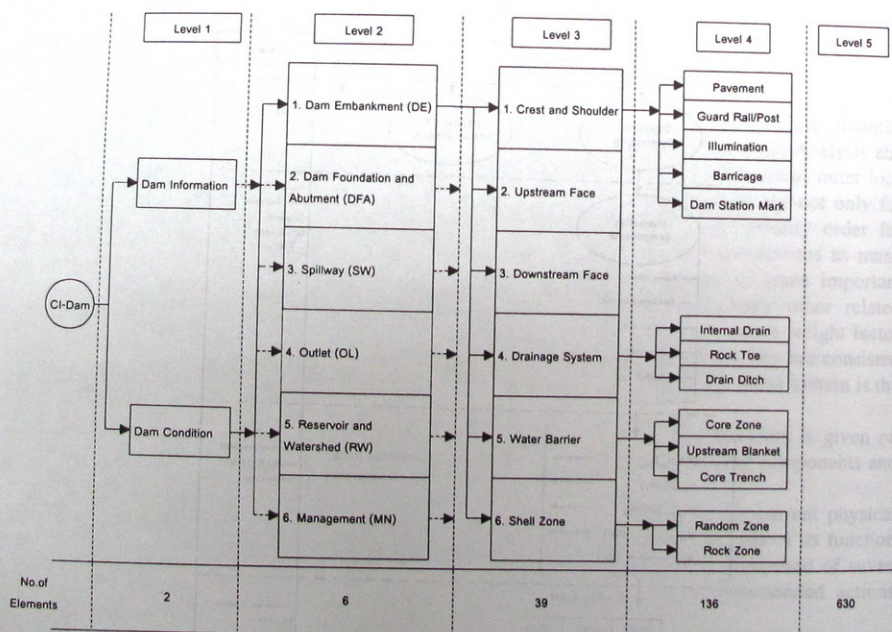 Level 1
Level 2
Level 3
Level 4
Level 5
CI-Dam
Dam Information
Dam Condition
1. Dam Embankment (DE)
2. Dam Foundation and
Abutment (DFA)
3. Spillway (SW)
4. Outlet (OL)
5. Reservoir and
Watershed (RW)
6. Management (MN)
1. Crest and Shoulder
2. Upstream Face
3. Downstream Face
4. Drainage System
5. Water Barrier
6. Shell Zone
Pavement
Guard Rail/Post
Illumination
Barricage
Dam Station Mark
Internal Drain
Rock Toe
Drain Ditch
Core Zone
Upstream Blanket
Core Trench
Random Zone
Rock Zone
No.of
Elements
2
6
39
136
630